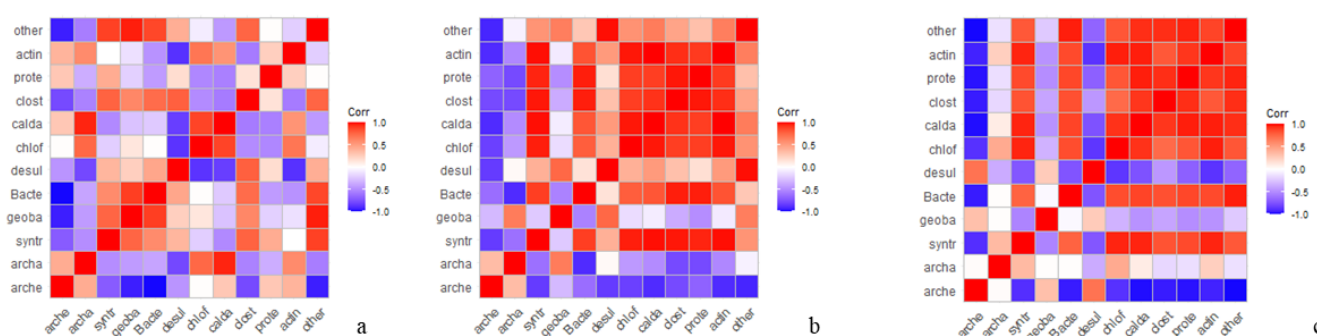 other
actin
prote
clost
calda
chlof
desul
Bacte
geoba
syntr
archa
arche
arche archa syntr geoba Bacte desul chlof calda clost prote actin other
Corr
1.0
0.5
0.0
-0.5
-1.0
a
other
actin
prote
clost
calda
chlof
desul
Bacte
geoba
syntr
archa
arche
arche archa syntr geoba Bacte desul chlof calda clost prote actin other
Corr
1.0
0.5
0.0
-0.5
-1.0
b
other
actin
prote
clost
calda
chlof
desul
Bacte
geoba
syntr
archa
arche
arche archa syntr geoba Bacte desul chlof calda clost prote actin other
Corr
1.0
0.5
0.0
-0.5
-1.0
c